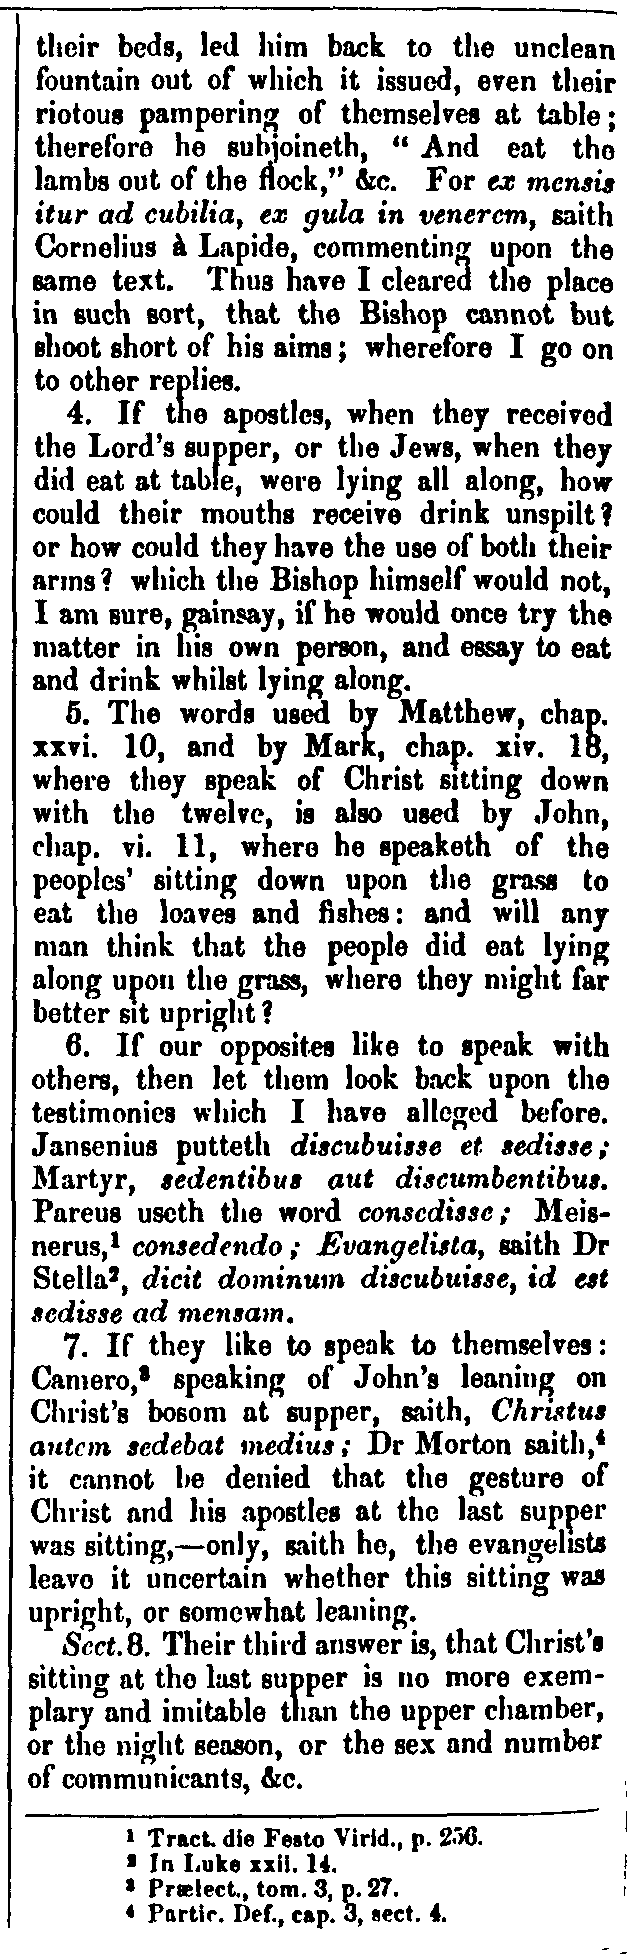 their beds, led him back to the unclean
fountain out of which it issued, even their
riotous pampering of themselves at table;
therefore he subjoineth, “ And eat the
lambs out of the flock,” &c. For ex mensis
itur ad cubilia, ex gula in venerem, saith
Cornelius à Lapide, commenting upon the
same text. Thus have I cleared the place
in such sort, that the Bishop cannot but
shoot short of his aims; wherefore I go on
to other replies.
4. If the apostles, when they received
the Lord’s supper, or the Jews, when they
did eat at table, were lying all along, how
could their mouths receive drink unspilt?
or how could they have the use of both their
arms? which the Bishop himself would not,
I am sure, gainsay, if he would once try the
matter in his own person, and essay to eat
and drink whilst lying along.
5. The words used by Matthew, chap.
xxvi. 10, and by Mark, chap. xiv. 18,
where they speak of Christ sitting down
with the twelve, is also used by John,
chap. vi. 11, where he speaketh of the
peoples’ sitting down upon the grass to
eat the loaves and fishes: and will any
man think that the people did eat lying
along upon the grass, where they might far
better sit upright?
6. If our opposites like to speak with
others, then let them look back upon the
testimonies which I have alleged before.
Jansenius putteth discubuisse et sedisse;
Martyr, sedentibus aut discumbentibus.
Pareus useth the word consedisse; Meis-
nerus,¹ consedendo; Evangelista, saith Dr
Stella², dicit dominum discubuisse, id est
sedisse ad mensam.
7. If they like to speak to themselves:
Camero,³ speaking of John’s leaning on
Christ’s bosom at supper, saith, Christus
autem sedebat medius; Dr Morton saith,⁴
it cannot be denied that the gesture of
Christ and his apostles at the last supper
was sitting,—only, saith he, the evangelists
leave it uncertain whether this sitting was
upright, or somewhat leaning.
Sect. 8. Their third answer is, that Christ’s
sitting at the last supper is no more exem-
plary and imitable than the upper chamber,
or the night season, or the sex and number
of communicants, &c.
¹ Tract. die Festo Virid., p. 256.
² In Luke xxii. 14.
³ Prælect., tom. 3, p. 27.
⁴ Partic. Def., cap. 3, sect. 4.